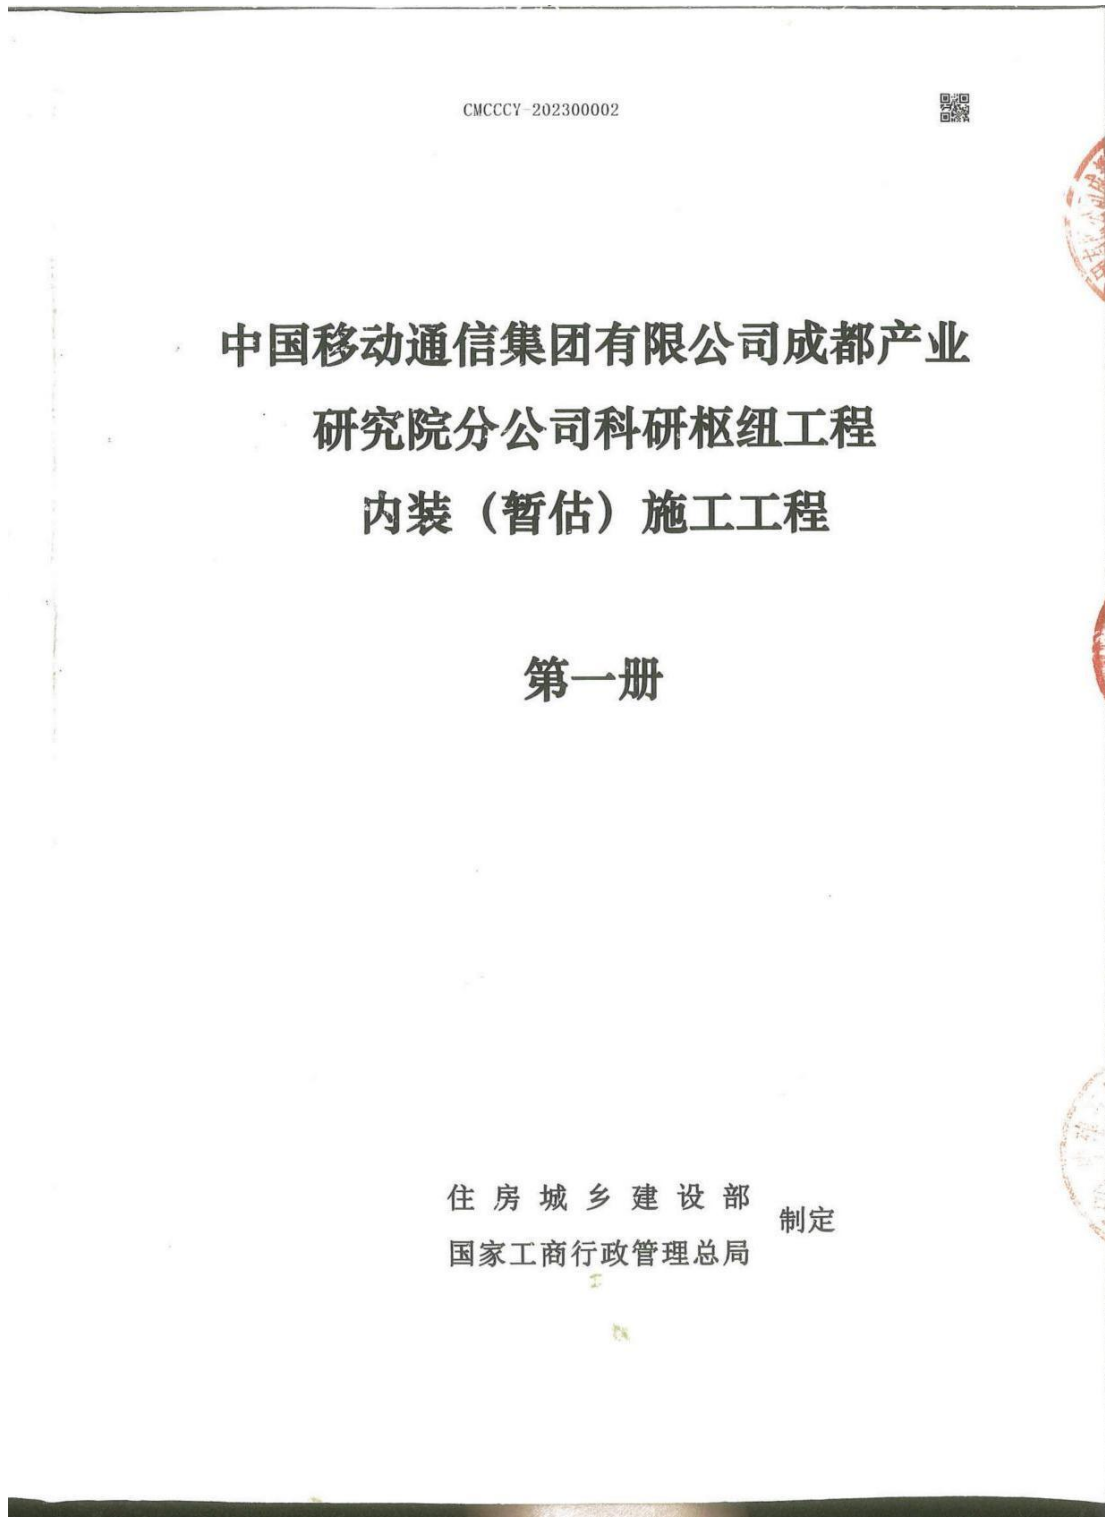 CMCCCY-202300002
中国移动通信集团有限公司成都产业
研究院分公司科研枢纽工程
内装（暂估）施工工程
第一册
住房城乡建设部
制定
国家工商行政管理总局